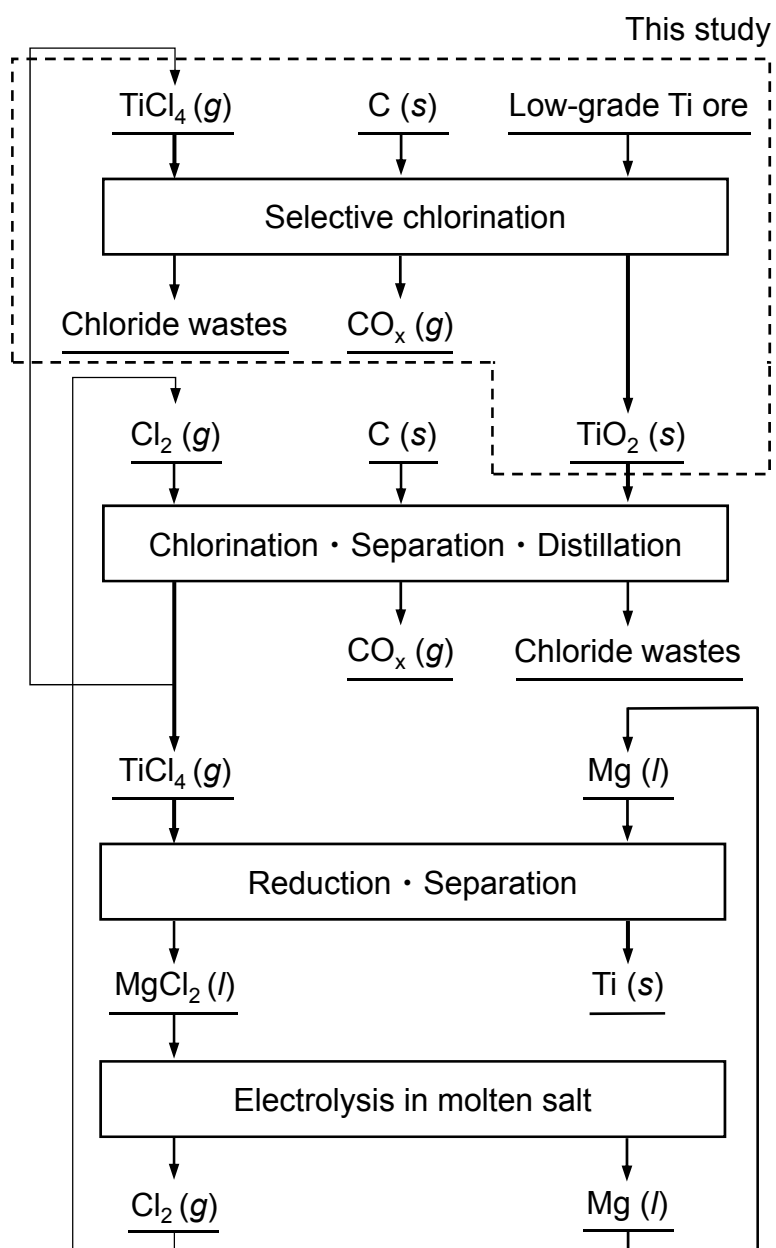 This study
TiCl4 (g) C (s) Low-grade Ti ore
Selective chlorination
Chloride wastes COx (g)
Cl2 (g) C (s) TiO2 (s)
Chlorination・Separation・Distillation
COx (g) Chloride wastes
TiCl4 (g) Mg (l)
Reduction・Separation
MgCl2 (l) Ti (s)
Electrolysis in molten salt
Cl2 (g) Mg (l)